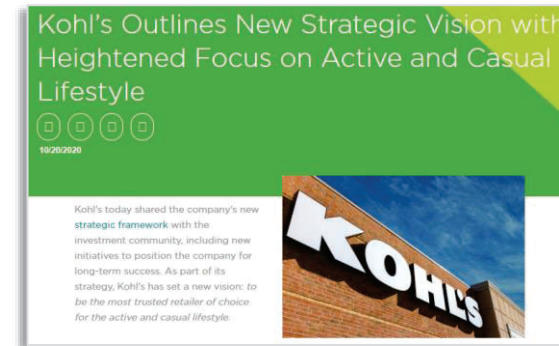 Kohl's Outlines New Strategic Vision with
Heightened Focus on Active and Casual
Lifestyle
10/20/2020
Kohl's today shared the company's new
strategic framework with the
investment community, including new
initiatives to position the company for
long-term success. As part of its
strategy, Kohl's has set a new vision: to
be the most trusted retailer of choice
for the active and casual lifestyle.
KOHL'S